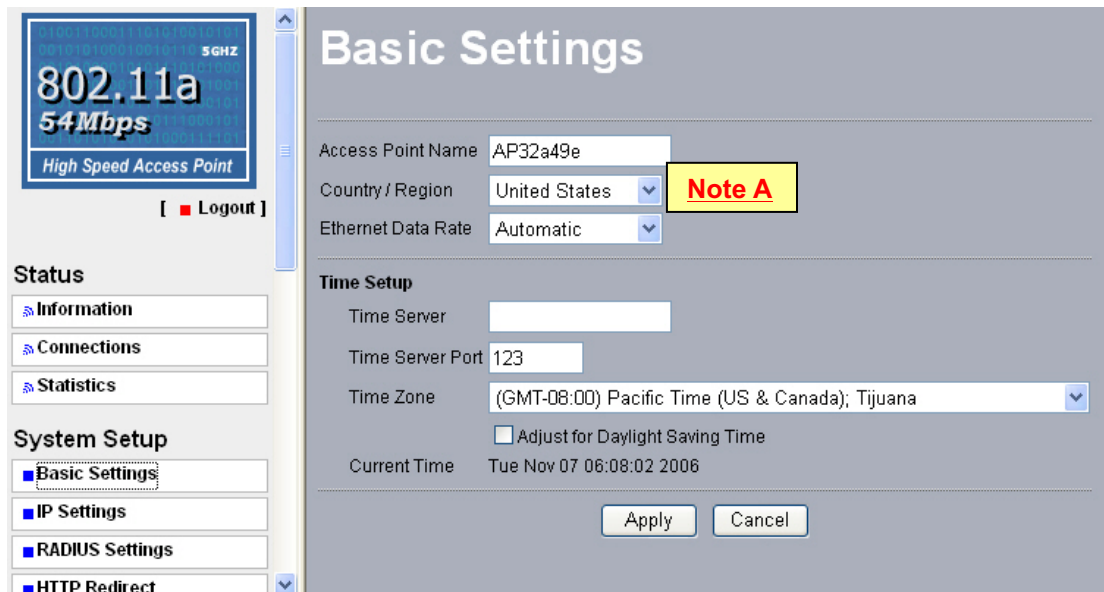 5GHZ
802.11a
54Mbps
High Speed Access Point
[ Logout ]
Status
Information
Connections
Statistics
System Setup
Basic Settings
IP Settings
RADIUS Settings
HTTP Redirect
Basic Settings
Access Point Name AP32a49e
Country / Region United States Note A
Ethernet Data Rate Automatic
Time Setup
Time Server
Time Server Port 123
Time Zone (GMT-08:00) Pacific Time (US & Canada); Tijuana
Adjust for Daylight Saving Time
Current Time Tue Nov 07 06:08:02 2006
Apply Cancel